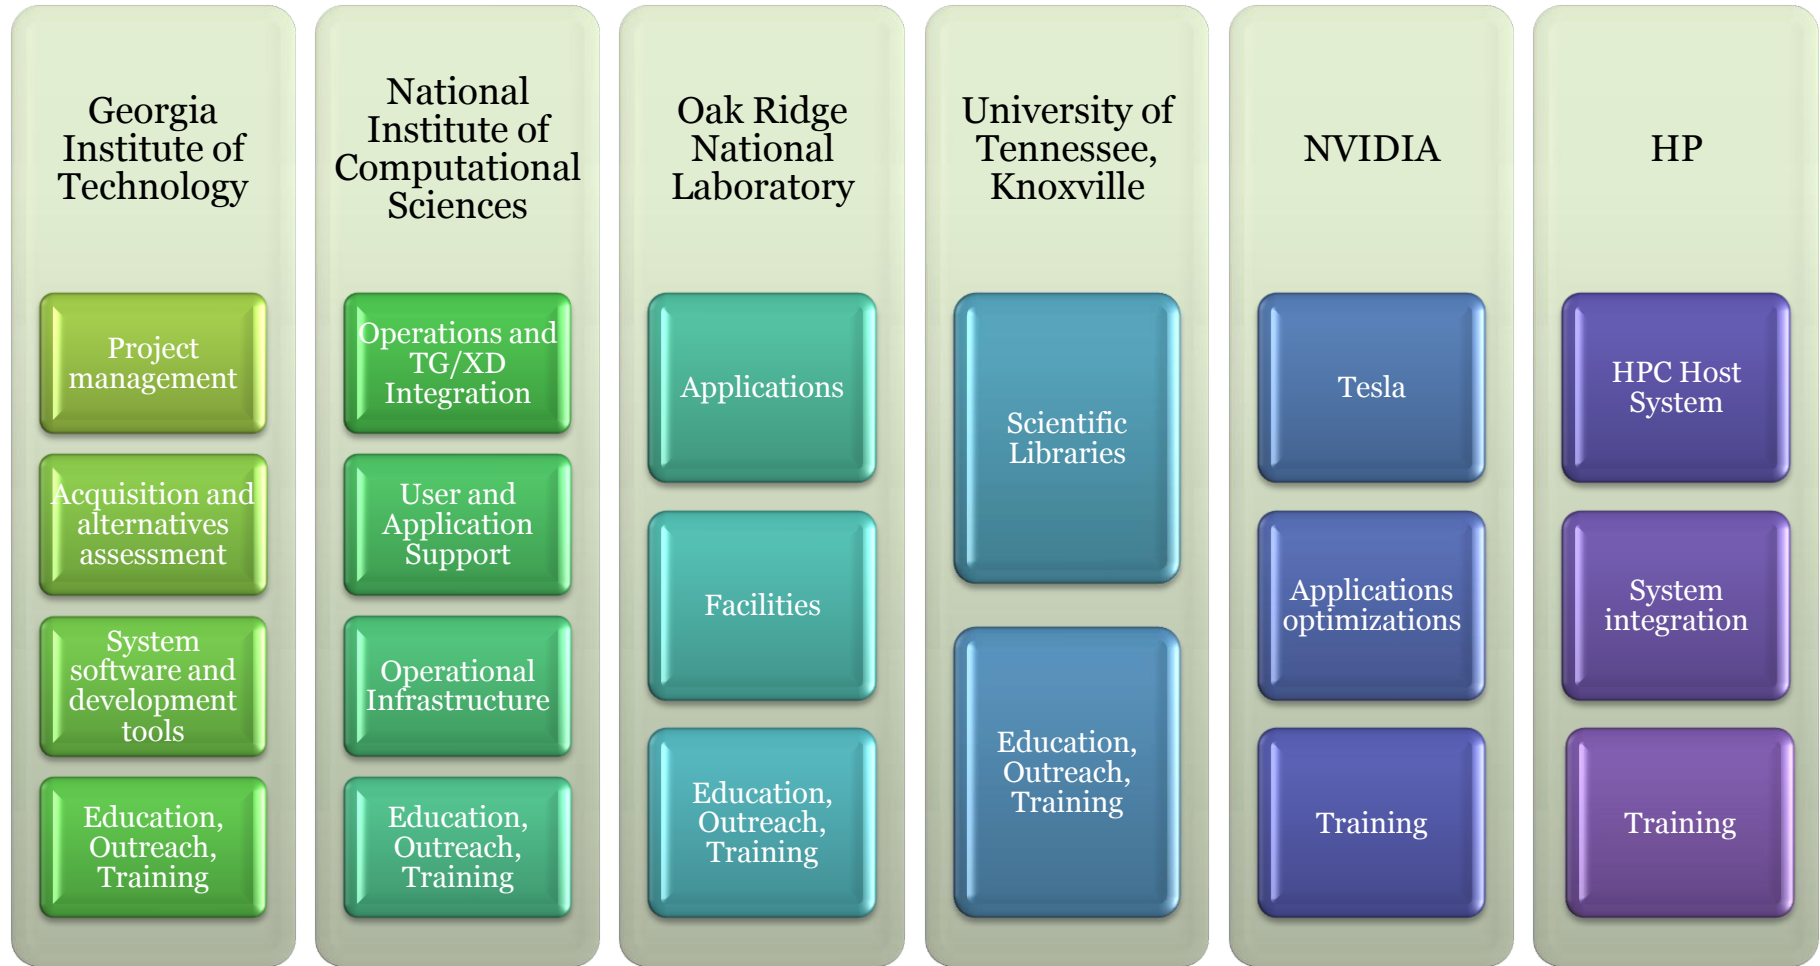 Georgia
Institute of
Technology
Project
management
Acquisition and
alternatives
assessment
System
software and
development
tools
Education,
Outreach,
Training
National
Institute of
Computational
Sciences
Operations and
TG/XD
Integration
User and
Application
Support
Operational
Infrastructure
Education,
Outreach,
Training
Oak Ridge
National
Laboratory
Applications
Facilities
Education,
Outreach,
Training
University of
Tennessee,
Knoxville
Scientific
Libraries
Education,
Outreach,
Training
NVIDIA
Tesla
Applications
optimizations
Training
HP
HPC Host
System
System
integration
Training